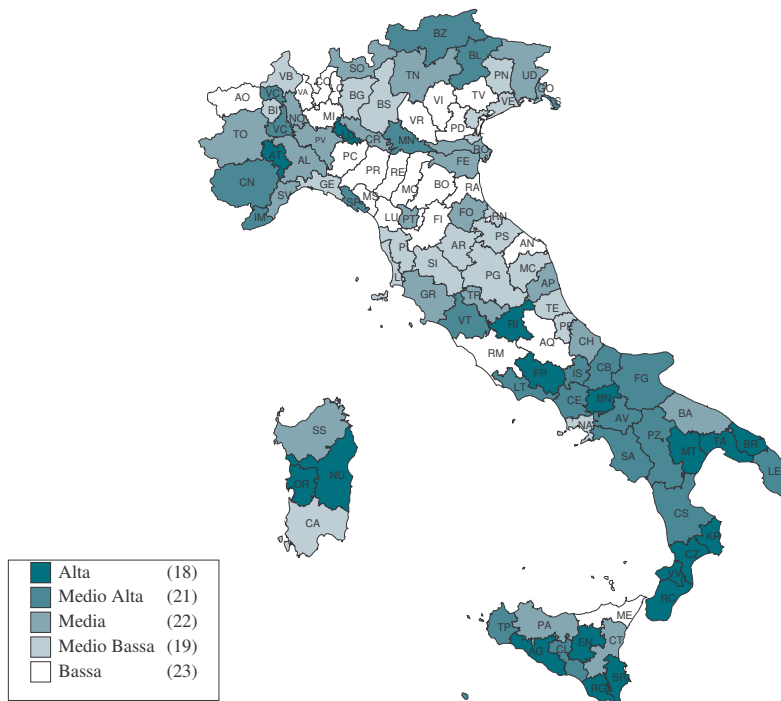 BZ
BL
SO
TN
PN
UD
GO
VB
CO
VA
BG
BS
VI
TV
VE
AO
VC
BI
NO
MI
VR
PD
TO
VC
PV
CR
MN
RO
AT
AL
PC
PR
RE
MO
BO
FE
RA
CN
GE
SV
SP
MS
IM
LU
PT
FI
FO
RN
PS
AN
PI
AR
SI
MC
PG
AP
GR
TR
TE
VT
RI
PE
AQ
CH
RM
FR
IS
CB
FG
LT
CE
BN
BA
NA
AV
PZ
MT
TA
BR
SA
LE
SS
NU
OR
CA
CS
KR
CZ
VV
RC
ME
TP
PA
CT
EN
AG
CL
SR
RG
Alta (18)
Medio Alta (21)
Media (22)
Medio Bassa (19)
Bassa (23)